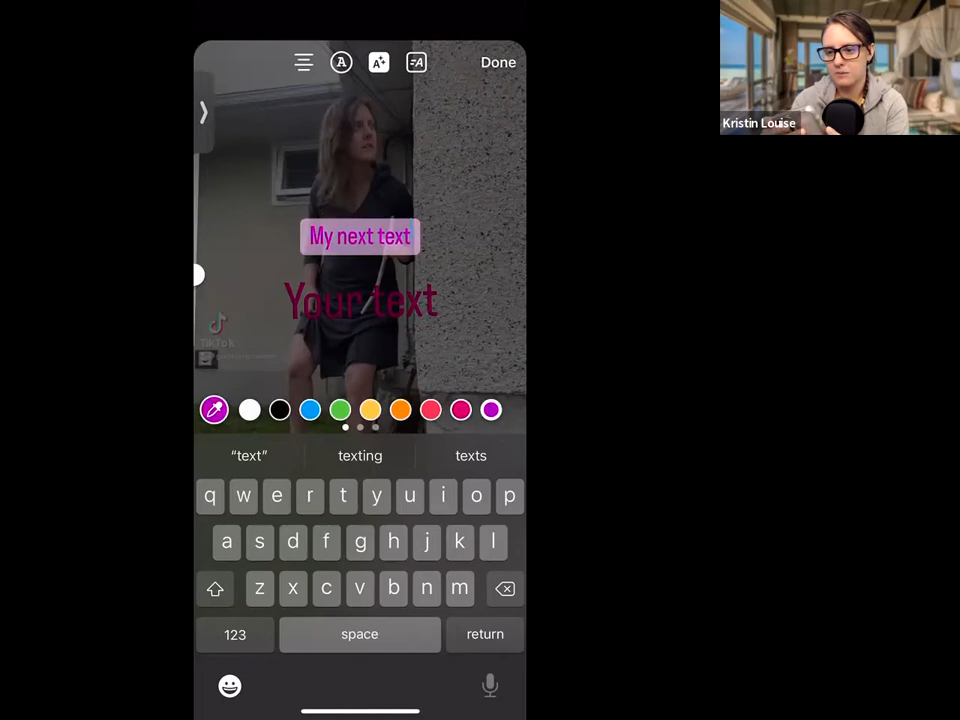 A
A
A
Done
Kristin Louise
My next text
Your text
TikTok
“text” texting texts
q w e r t y u i o p
a s d f g h j k l
z x c v b n m
123 space return